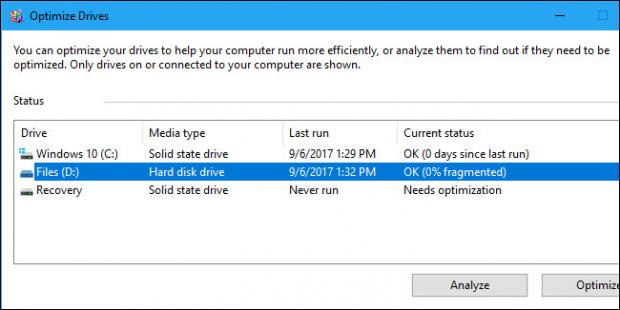 Optimize Drives
You can optimize your drives to help your computer run more efficiently, or analyze them to find out if they need to be
optimized. Only drives on or connected to your computer are shown.
Status
Drive Media type Last run Current status
Windows 10 (C:) Solid state drive 9/6/2017 1:29 PM OK (0 days since last run)
Files (D:) Hard disk drive 9/6/2017 1:32 PM OK (0% fragmented)
Recovery Solid state drive Never run Needs optimization
Analyze Optimize